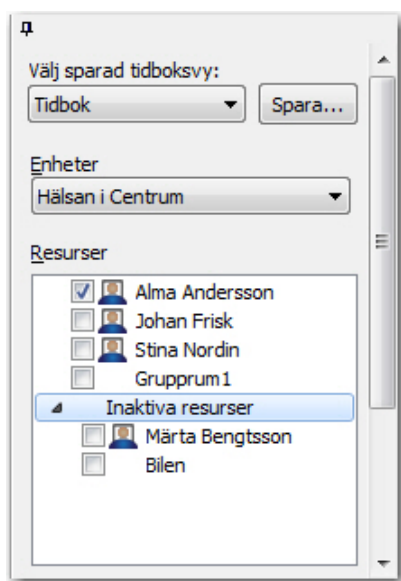 Välj sparad tidboksvy:
Tidbok Spara...
Enheter
Hälsan i Centrum
Resurser
Alma Andersson
Johan Frisk
Stina Nordin
Grupprum1
Inaktiva resurser
Märta Bengtsson
Bilen